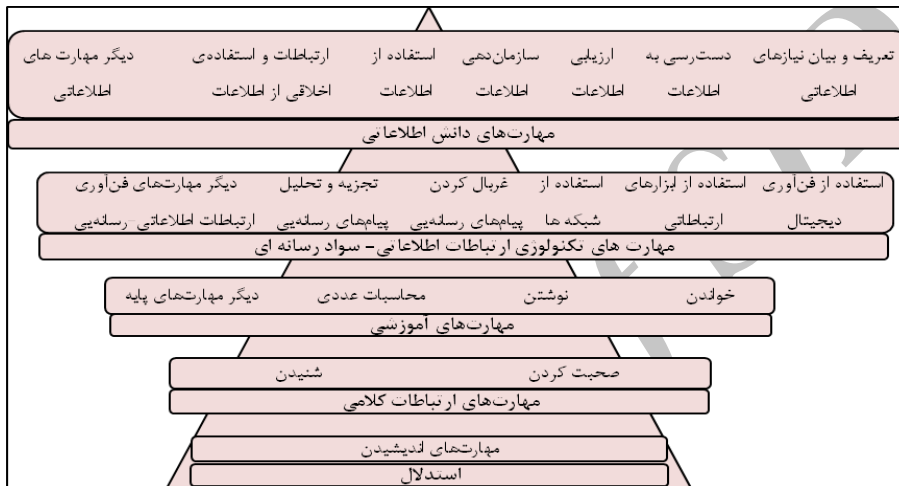 تعریف و بیان نیازهای اطلاعاتی
دست‌رسی به اطلاعات
ارزیابی اطلاعات
سازمان‌دهی اطلاعات
استفاده از اطلاعات
ارتباطات و استفاده‌ی اخلاقی از اطلاعات
دیگر مهارت های اطلاعاتی
مهارت‌های دانش اطلاعاتی
استفاده از فن‌آوری دیجیتال
استفاده از ابزارهای ارتباطاتی
استفاده از شبکه ها
غربال کردن پیام‌های رسانه‌یی
تجزیه و تحلیل پیام‌های رسانه‌یی
دیگر مهارت‌های فن‌آوری ارتباطات اطلاعاتی-رسانه‌یی
مهارت های تکنولوژی ارتباطات اطلاعاتی- سواد رسانه ای
خواندن
نوشتن
محاسبات عددی
دیگر مهارت‌های پایه
مهارت‌های آموزشی
صحبت کردن
شنیدن
مهارت‌های ارتباطات کلامی
مهارت‌های اندیشیدن
استدلال